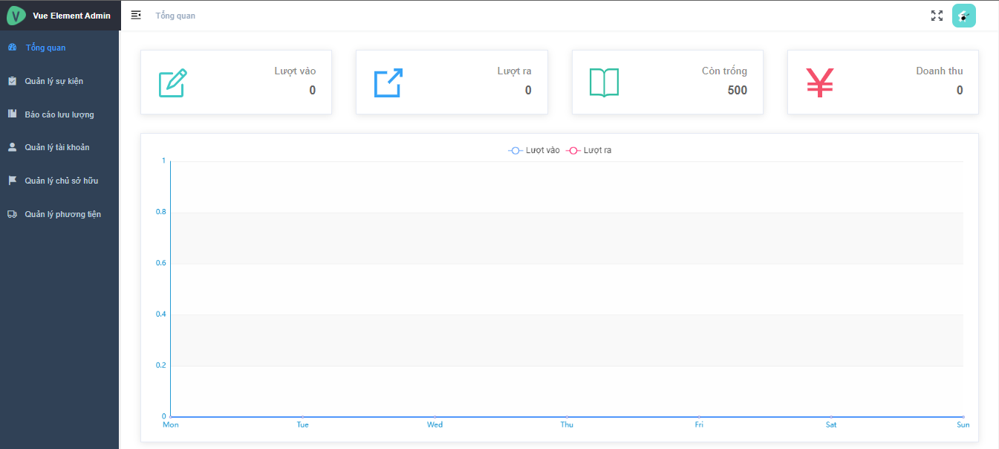 Vue Element Admin
Tổng quan
Tổng quan
Quản lý sự kiện
Báo cáo lưu lượng
Quản lý tài khoản
Quản lý chủ sở hữu
Quản lý phương tiện
Lượt vào
0
Lượt ra
0
Còn trống
500
Doanh thu
0
Lượt vào Lượt ra
1
0.8
0.6
0.4
0.2
0
Mon Tue Wed Thu Fri Sat Sun